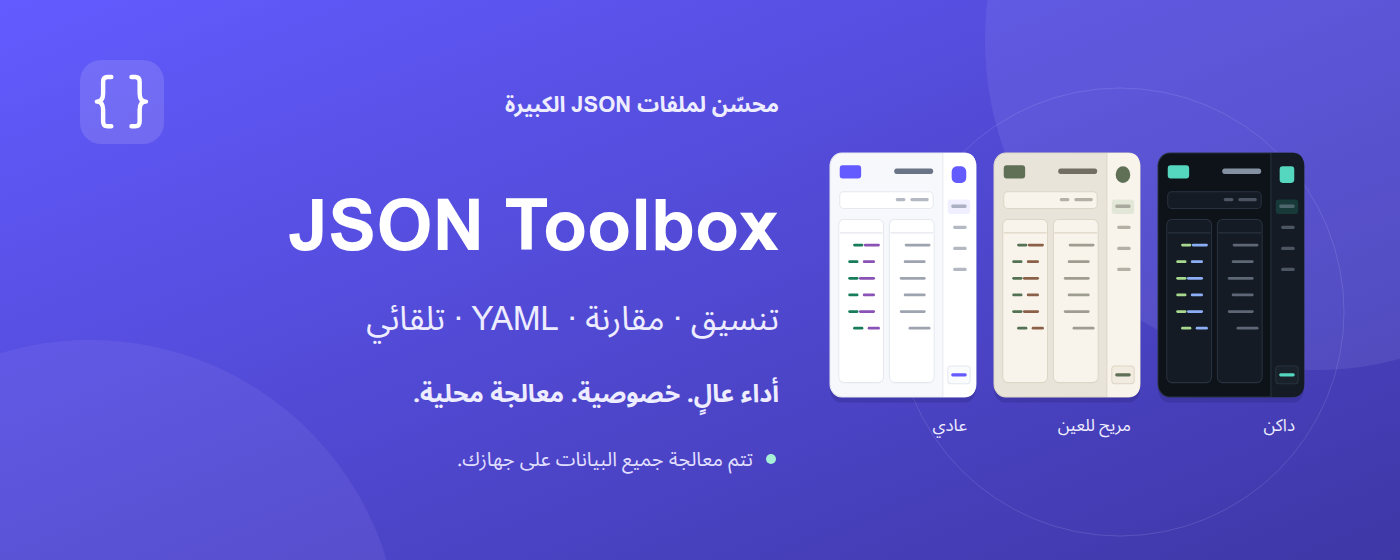 { }
محسّن لملفات JSON الكبيرة
JSON Toolbox
تنسيق · مقارنة · YAML · تلقائي
أداء عالٍ. خصوصية. معالجة محلية.
تتم معالجة جميع البيانات على جهازك.
داكن
مريح للعين
عادي